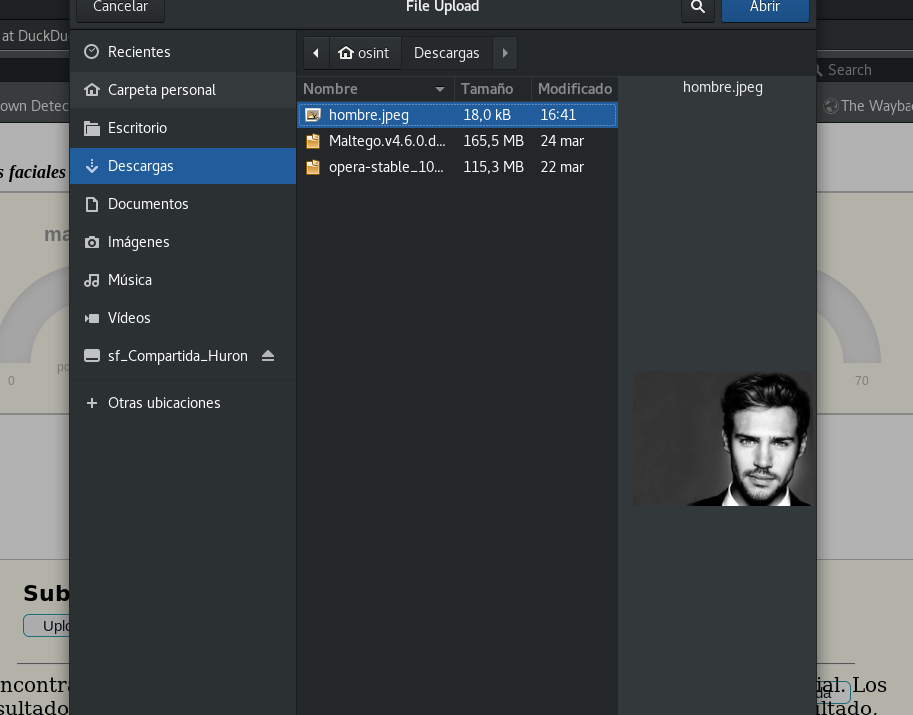 Cancelar
File Upload
Abrir
at DuckDu
osint
Descargas
Search
own Detec
The Wayba
Recientes
Carpeta personal
Escritorio
Descargas
Documentos
Imágenes
Música
Vídeos
sf_Compartida_Huron
Otras ubicaciones
Nombre
Tamaño
Modificado
hombre.jpeg
18,0 kB
16:41
Maltego.v4.6.0.d...
165,5 MB
24 mar
opera-stable_10...
115,3 MB
22 mar
hombre.jpeg
s faciales
ma
0
po
70
Sub
Uplo
ncontra
ial. Los
da
sultado
ultado.